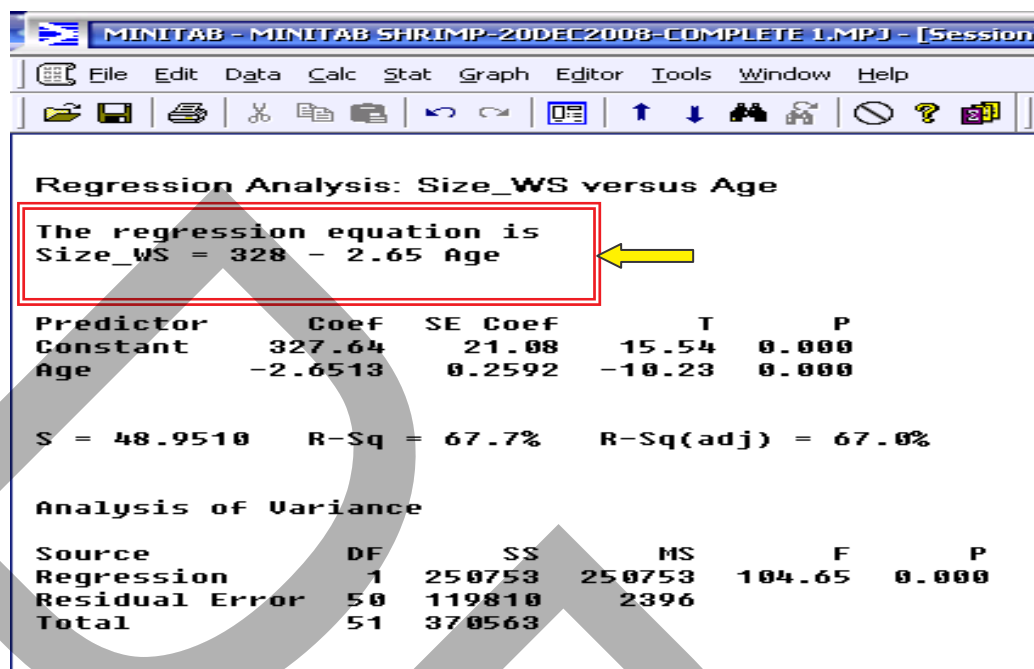 MINITAB - MINITAB SHRIMP-20DEC2008-COMPLETE 1.MPJ - [Session
File Edit Data Calc Stat Graph Editor Tools Window Help
Regression Analysis: Size_WS versus Age
The regression equation is
Size_WS = 328 - 2.65 Age
Predictor Coef SE Coef T P
Constant 327.64 21.08 15.54 0.000
Age -2.6513 0.2592 -10.23 0.000
S = 48.9510 R-Sq = 67.7% R-Sq(adj) = 67.0%
Analysis of Variance
Source DF SS MS F P
Regression 1 250753 250753 104.65 0.000
Residual Error 50 119810 2396
Total 51 370563